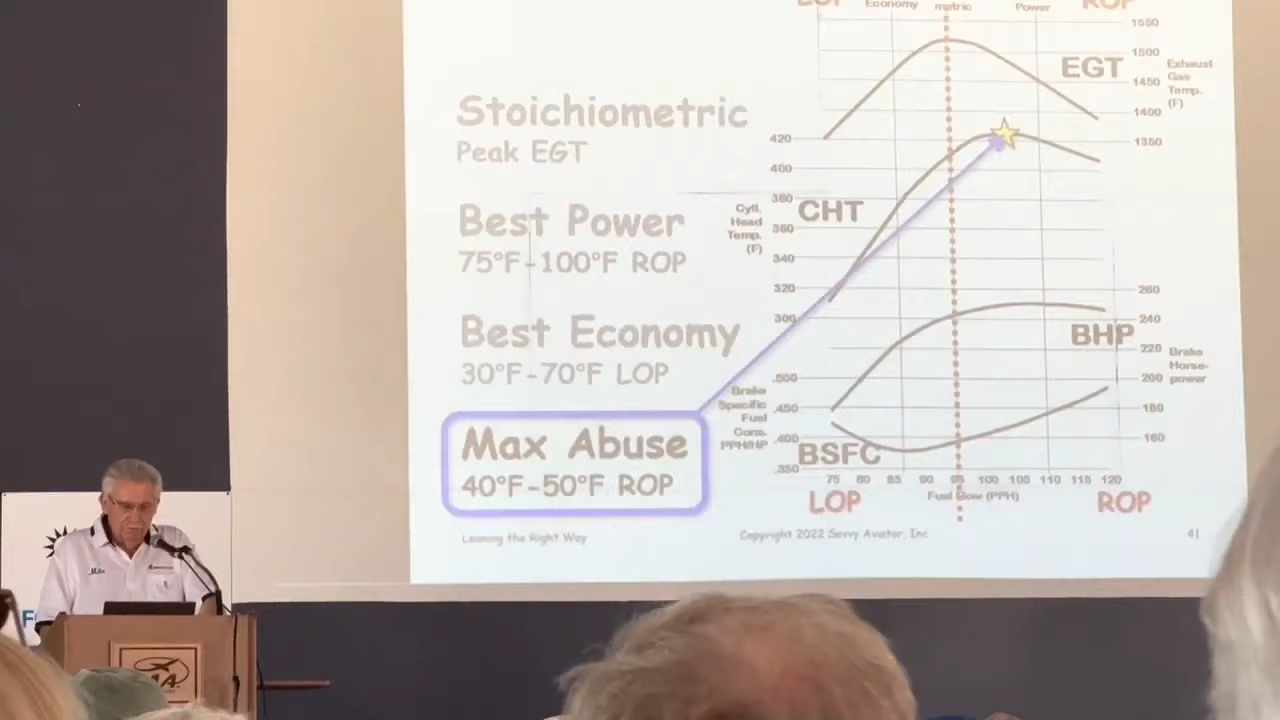 LOP Economy metric Power ROP
Stoichiometric
Peak EGT
Best Power
75°F-100°F ROP
Best Economy
30°F-70°F LOP
Max Abuse
40°F-50°F ROP
EGT
1550
1500
1450
1400
1350
Exhaust
Gas
Temp.
(F)
420
400
380
360
340
320
300
Cyl.
Head
Temp.
(F)
CHT
260
240
220
200
180
160
BHP
Brake
Horse-
power
.500
.450
.400
.350
Brake
Specific
Fuel
Cons.
PPH/HP
BSFC
75 80 85 90 95 100 105 110 115 120
Fuel Flow (PPH)
LOP
ROP
Leaning the Right Way
Copyright 2022 Savvy Aviator, Inc
41
Mike